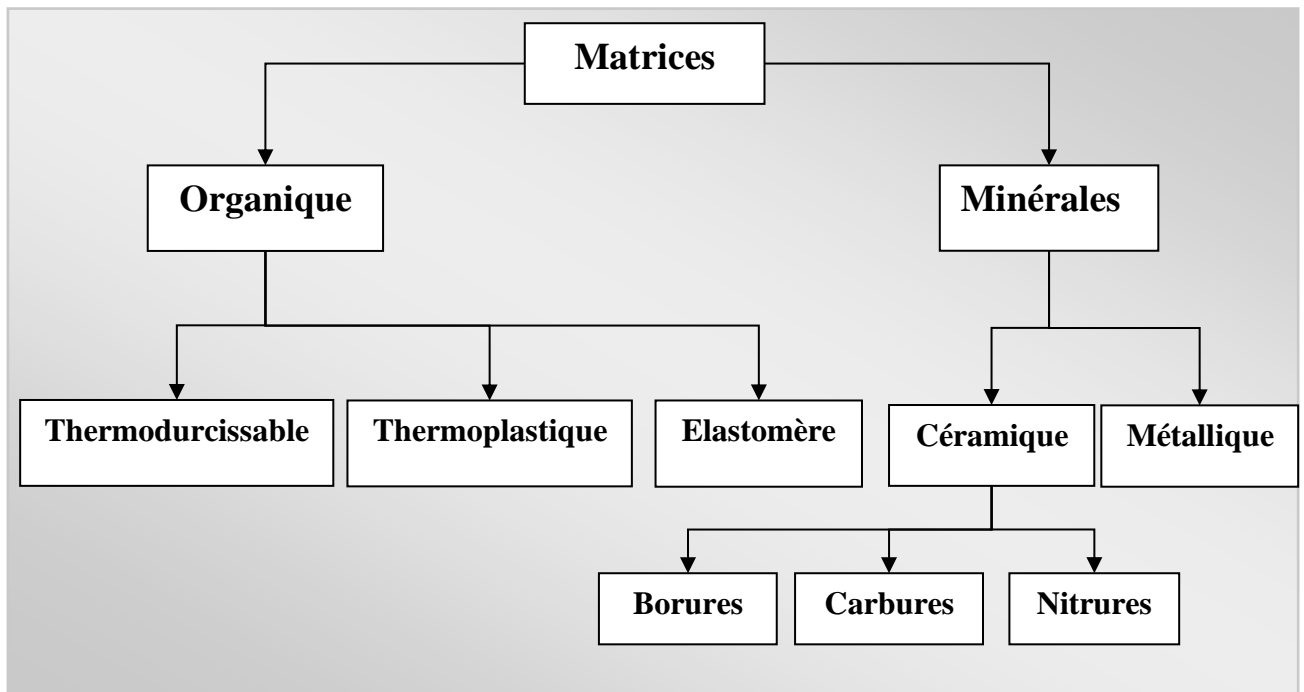 Matrices
Organique
Minérales
Thermodurcissable
Thermoplastique
Elastomère
Céramique
Métallique
Borures
Carbures
Nitrures